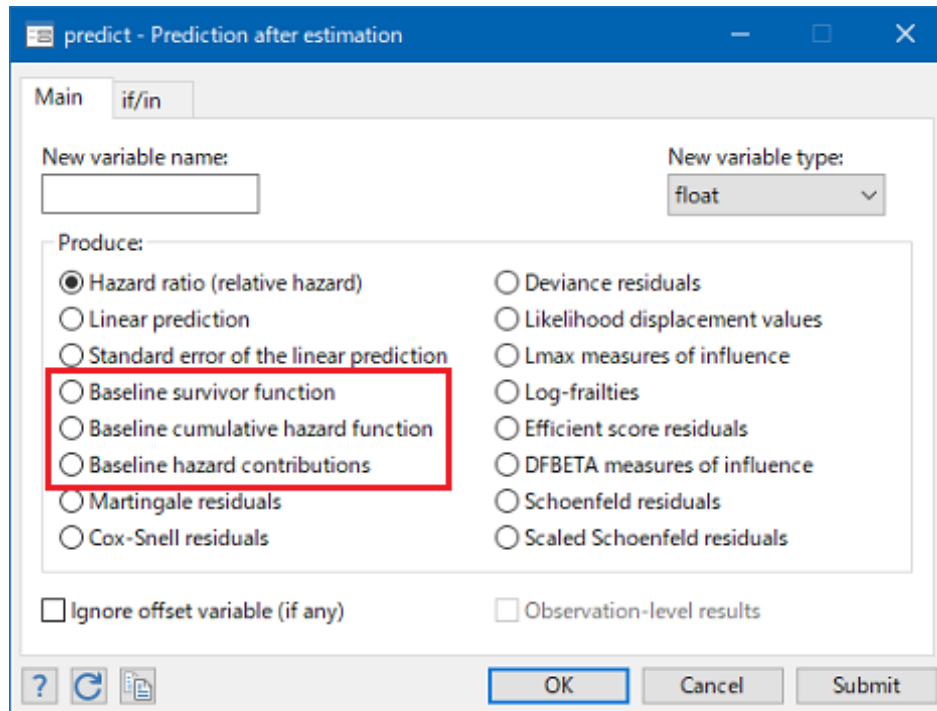 predict - Prediction after estimation
Main
if/in
New variable name:
New variable type:
float
Produce:
Hazard ratio (relative hazard)
Linear prediction
Standard error of the linear prediction
Baseline survivor function
Baseline cumulative hazard function
Baseline hazard contributions
Martingale residuals
Cox-Snell residuals
Deviance residuals
Likelihood displacement values
Lmax measures of influence
Log-frailties
Efficient score residuals
DFBETA measures of influence
Schoenfeld residuals
Scaled Schoenfeld residuals
Ignore offset variable (if any)
Observation-level results
?
OK
Cancel
Submit